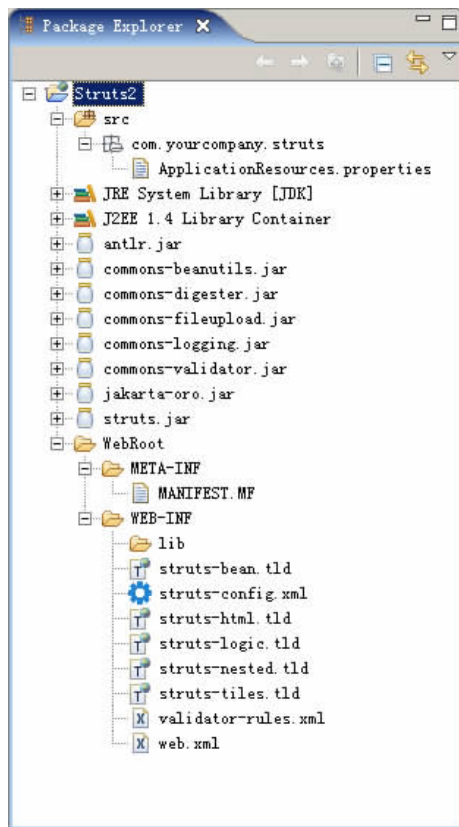 Package Explorer
Struts2
src
com.yourcompany.struts
ApplicationResources.properties
JRE System Library [JDK]
J2EE 1.4 Library Container
antlr.jar
commons-beanutils.jar
commons-digester.jar
commons-fileupload.jar
commons-logging.jar
commons-validator.jar
jakarta-oro.jar
struts.jar
WebRoot
META-INF
MANIFEST.MF
WEB-INF
lib
struts-bean.tld
struts-config.xml
struts-html.tld
struts-logic.tld
struts-nested.tld
struts-tiles.tld
validator-rules.xml
web.xml